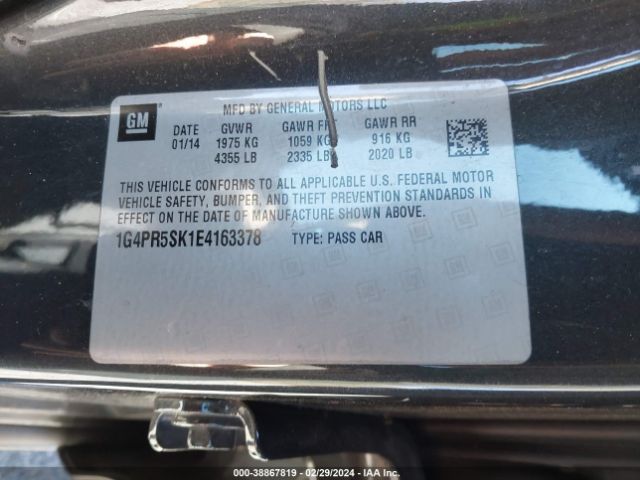 GM
MFD BY GENERAL MOTORS LLC
DATE GVWR GAWR FRT GAWR RR
01/14 1975 KG 1059 KG 916 KG
4355 LB 2335 LB 2020 LB
THIS VEHICLE CONFORMS TO ALL APPLICABLE U.S. FEDERAL MOTOR
VEHICLE SAFETY, BUMPER, AND THEFT PREVENTION STANDARDS IN
EFFECT ON THE DATE OF MANUFACTURE SHOWN ABOVE.
1G4PR5SK1E4163378 TYPE: PASS CAR
000-38867819 / 02/29/2024 - IAA Inc.